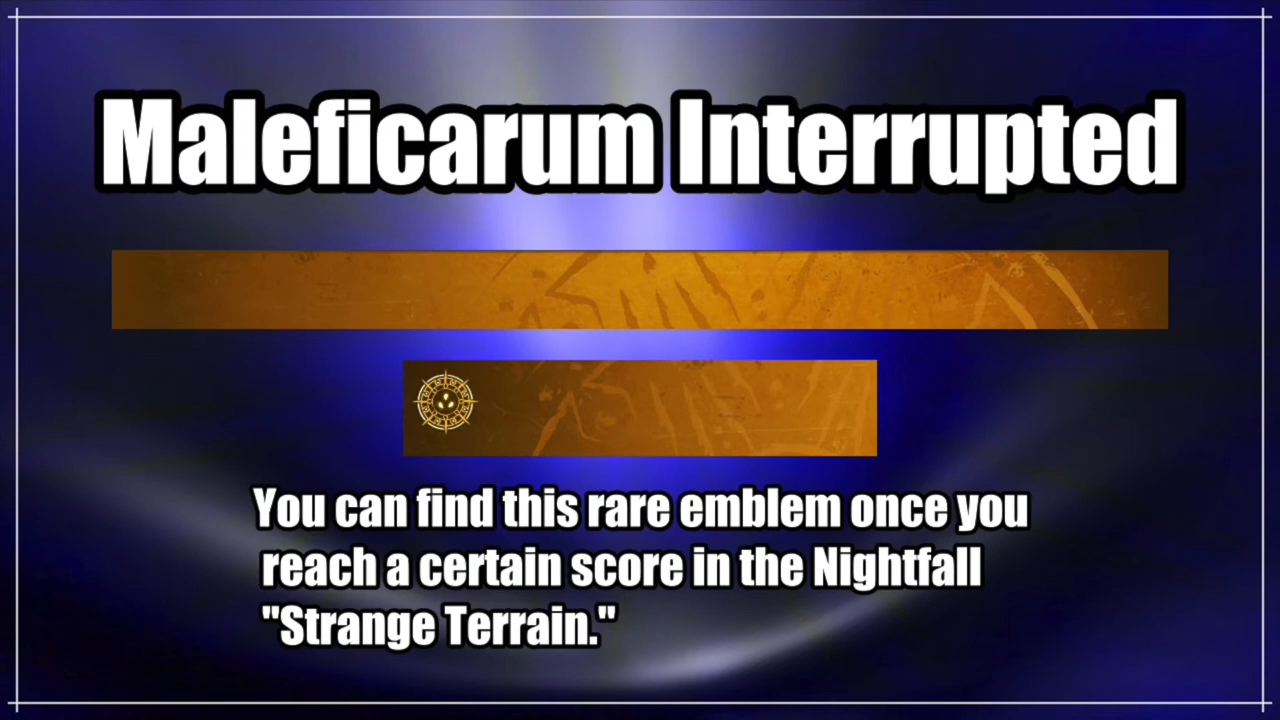 Maleficarum Interrupted
You can find this rare emblem once you
reach a certain score in the Nightfall
"Strange Terrain."